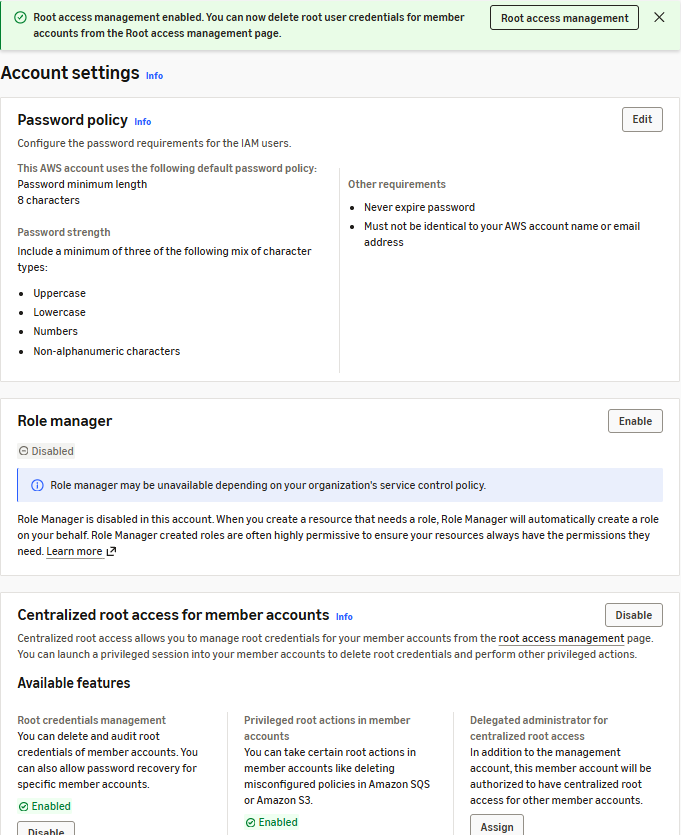 Root access management enabled. You can now delete root user credentials for member
accounts from the Root access management page.
Root access management
Account settings Info
Password policy Info
Edit
Configure the password requirements for the IAM users.
This AWS account uses the following default password policy:
Password minimum length
8 characters
Password strength
Include a minimum of three of the following mix of character
types:
Uppercase
Lowercase
Numbers
Non-alphanumeric characters
Other requirements
Never expire password
Must not be identical to your AWS account name or email
address
Role manager
Enable
Disabled
Role manager may be unavailable depending on your organization's service control policy.
Role Manager is disabled in this account. When you create a resource that needs a role, Role Manager will automatically create a role
on your behalf. Role Manager created roles are often highly permissive to ensure your resources always have the permissions they
need. Learn more
Centralized root access for member accounts Info
Disable
Centralized root access allows you to manage root credentials for your member accounts from the root access management page.
You can launch a privileged session into your member accounts to delete root credentials and perform other privileged actions.
Available features
Root credentials management
You can delete and audit root
credentials of member accounts. You
can also allow password recovery for
specific member accounts.
Enabled
Disable
Privileged root actions in member
accounts
You can take certain root actions in
member accounts like deleting
misconfigured policies in Amazon SQS
or Amazon S3.
Enabled
Delegated administrator for
centralized root access
In addition to the management
account, this member account will be
authorized to have centralized root
access for other member accounts.
Assign